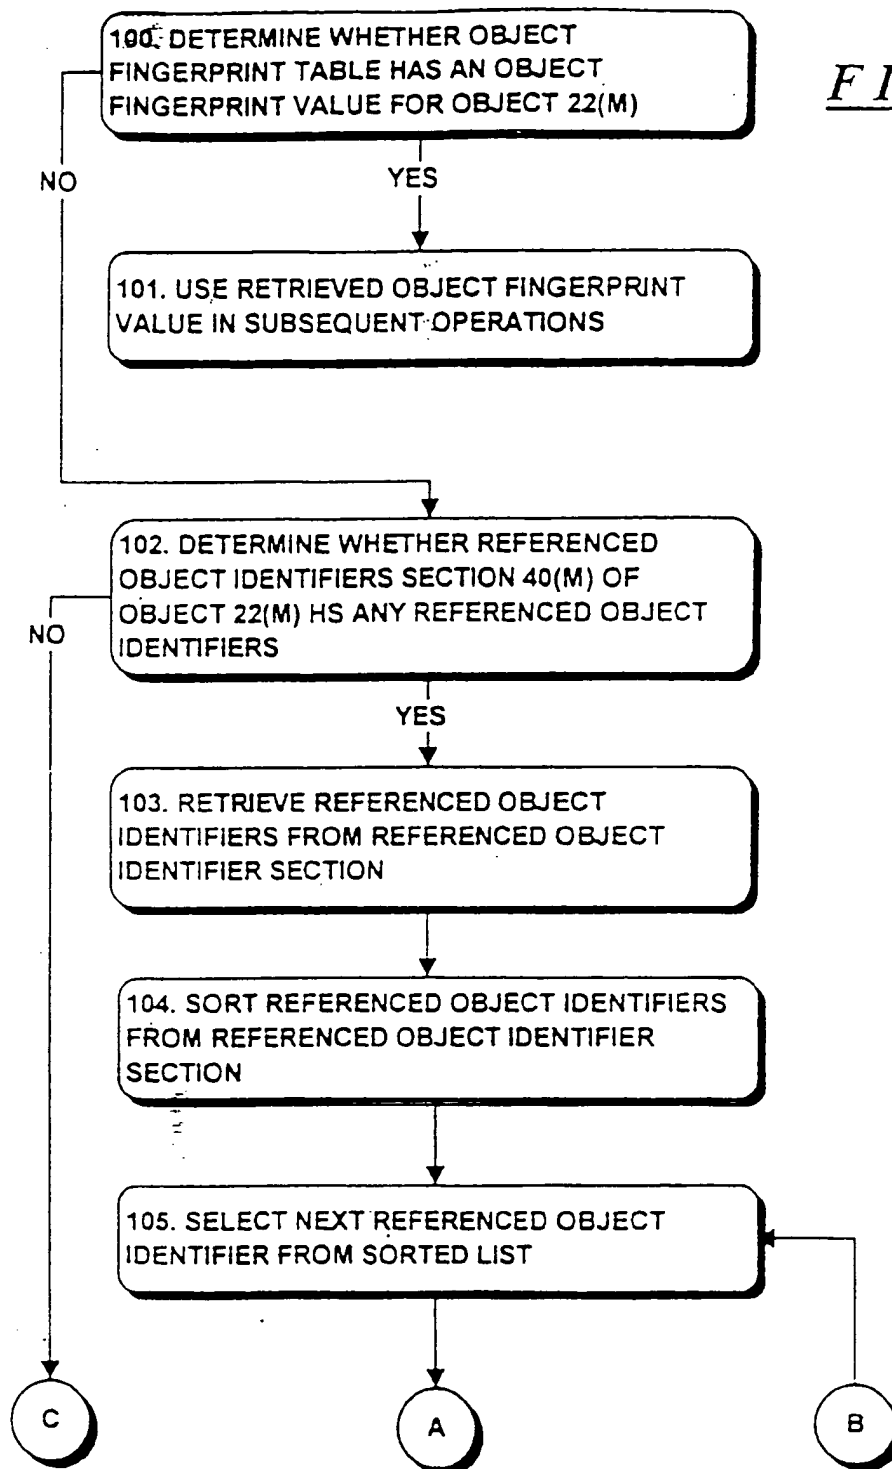 100. DETERMINE WHETHER OBJECT
FINGERPRINT TABLE HAS AN OBJECT
FINGERPRINT VALUE FOR OBJECT 22(M)
F I
NO
YES
101. USE RETRIEVED OBJECT FINGERPRINT
VALUE IN SUBSEQUENT OPERATIONS
102. DETERMINE WHETHER REFERENCED
OBJECT IDENTIFIERS SECTION 40(M) OF
OBJECT 22(M) HS ANY REFERENCED OBJECT
IDENTIFIERS
NO
YES
103. RETRIEVE REFERENCED OBJECT
IDENTIFIERS FROM REFERENCED OBJECT
IDENTIFIER SECTION
104. SORT REFERENCED OBJECT IDENTIFIERS
FROM REFERENCED OBJECT IDENTIFIER
SECTION
105. SELECT NEXT REFERENCED OBJECT
IDENTIFIER FROM SORTED LIST
C
A
B